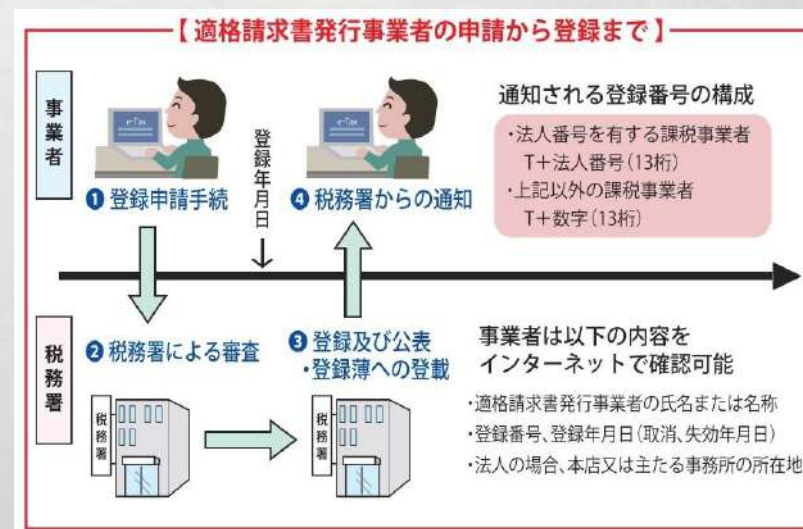 【 適格請求書発行事業者の申請から登録まで 】
事業者
e-Tax
❶ 登録申請手続
登録年月日
e-Tax
❹ 税務署からの通知
通知される登録番号の構成
・法人番号を有する課税事業者
T+法人番号(13桁)
・上記以外の課税事業者
T+数字(13桁)
税務署
❷ 税務署による審査
税務署
❸ 登録及び公表
・登録薄への登載
税務署
事業者は以下の内容を
インターネットで確認可能
・適格請求書発行事業者の氏名または名称
・登録番号、登録年月日(取消、失効年月日)
・法人の場合、本店又は主たる事務所の所在地